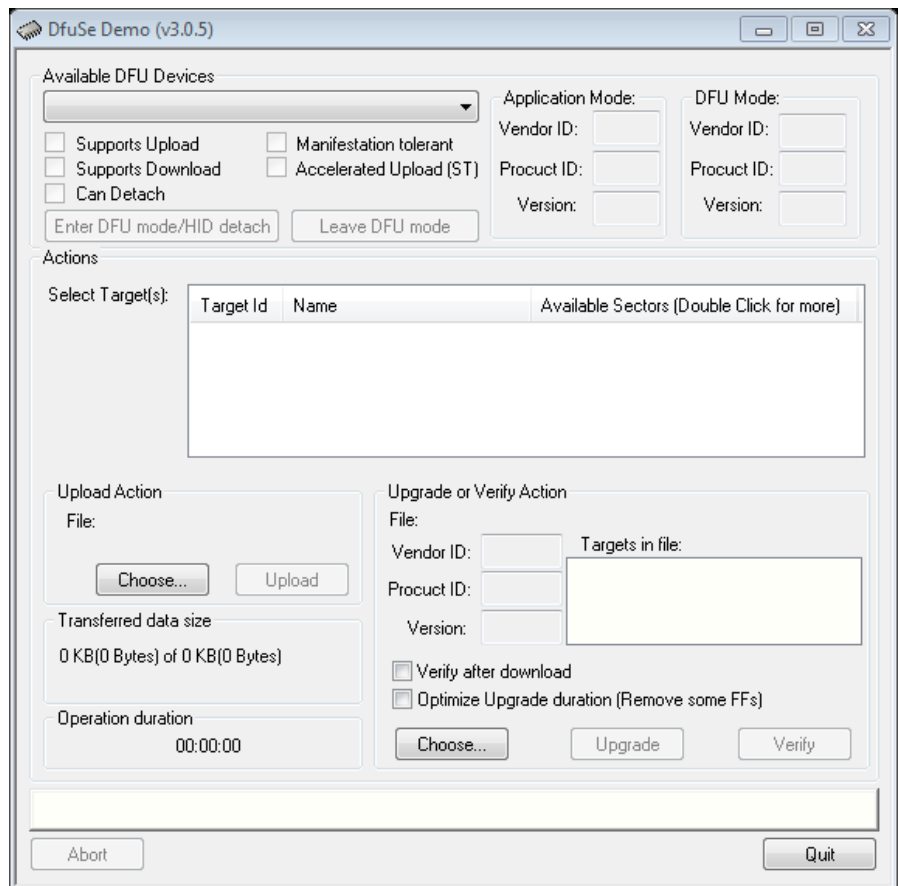 DfuSe Demo (v3.0.5)
Available DFU Devices
Supports Upload
Supports Download
Can Detach
Manifestation tolerant
Accelerated Upload (ST)
Enter DFU mode/HID detach
Leave DFU mode
Application Mode:
Vendor ID:
Procuct ID:
Version:
DFU Mode:
Vendor ID:
Procuct ID:
Version:
Actions
Select Target(s):
Target Id Name Available Sectors (Double Click for more)
Upload Action
File:
Choose... Upload
Transferred data size
0 KB(0 Bytes) of 0 KB(0 Bytes)
Operation duration
00:00:00
Upgrade or Verify Action
File:
Vendor ID:
Procuct ID:
Version:
Targets in file:
Verify after download
Optimize Upgrade duration (Remove some FFs)
Choose... Upgrade Verify
Abort Quit